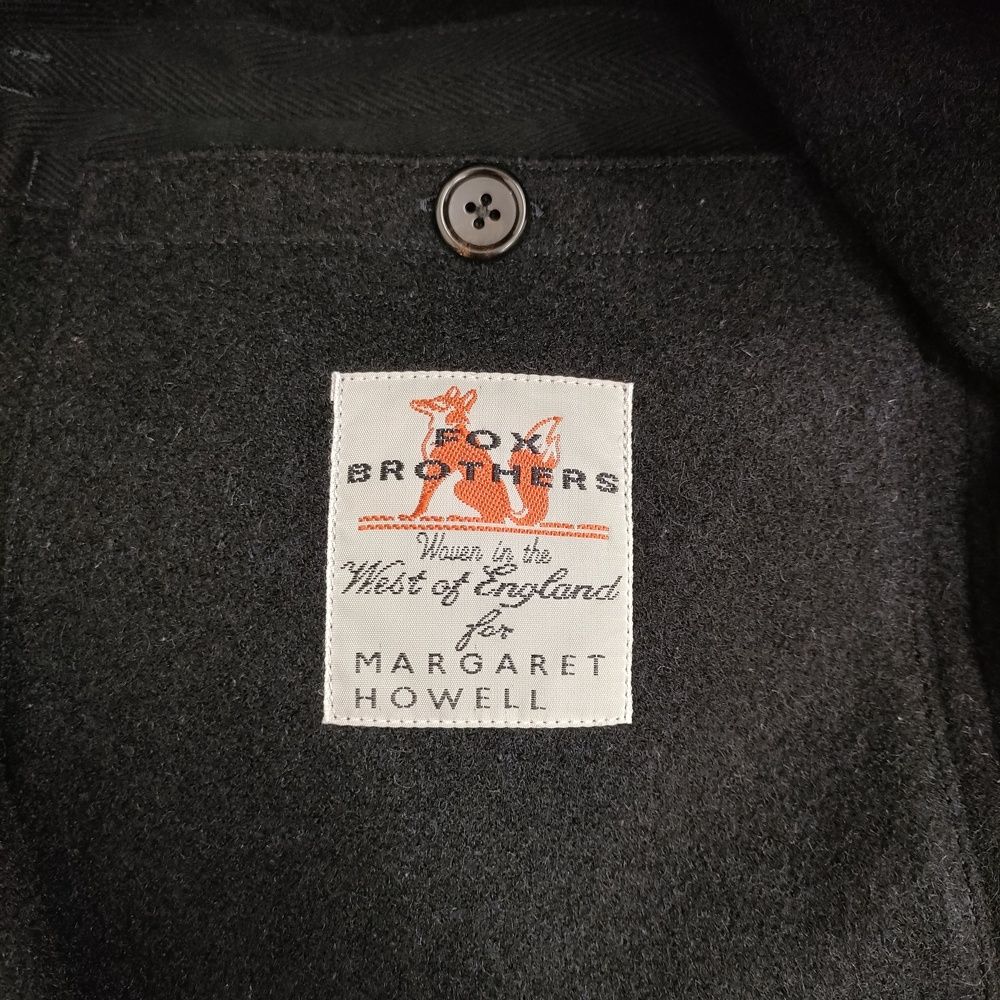 FOX
BROTHERS
Woven in the
West of England
for
MARGARET
HOWELL